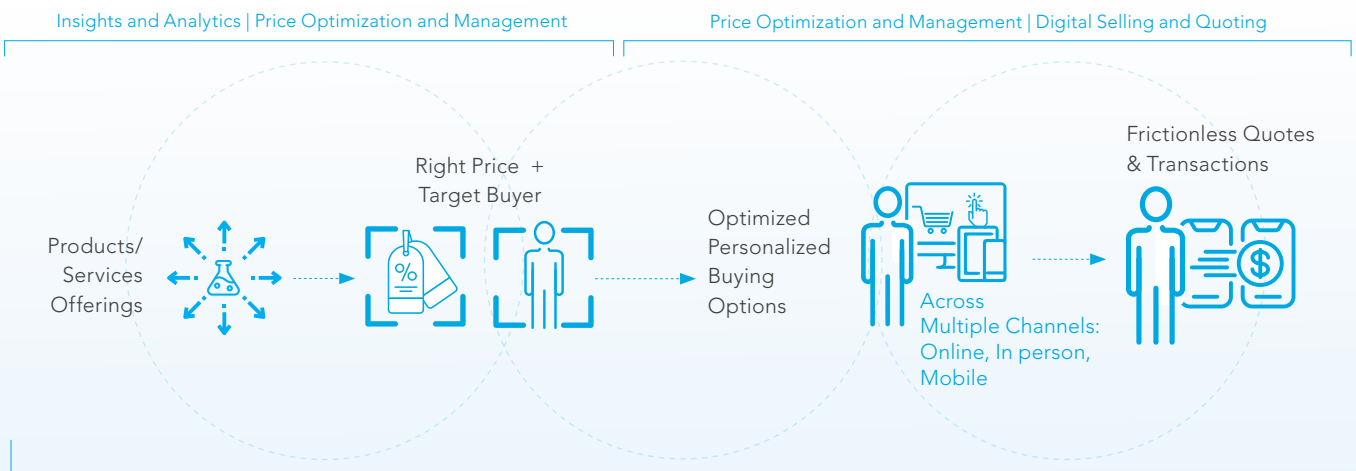 Insights and Analytics | Price Optimization and Management
Price Optimization and Management | Digital Selling and Quoting
Products/
Services
Offerings
%
Right Price +
Target Buyer
Optimized
Personalized
Buying
Options
Across
Multiple Channels:
Online, In person,
Mobile
Frictionless Quotes
& Transactions
$